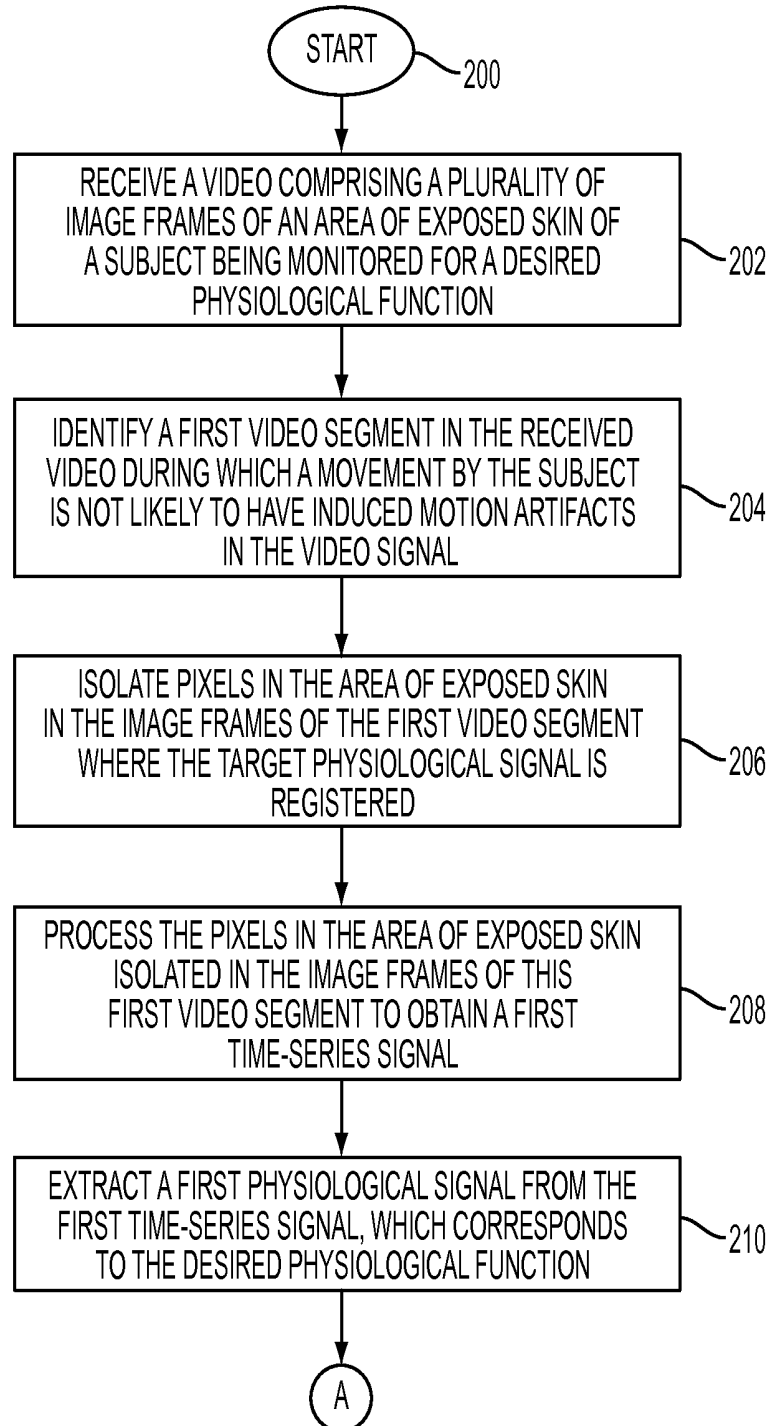 START
200
RECEIVE A VIDEO COMPRISING A PLURALITY OF
IMAGE FRAMES OF AN AREA OF EXPOSED SKIN OF
A SUBJECT BEING MONITORED FOR A DESIRED
PHYSIOLOGICAL FUNCTION
202
IDENTIFY A FIRST VIDEO SEGMENT IN THE RECEIVED
VIDEO DURING WHICH A MOVEMENT BY THE SUBJECT
IS NOT LIKELY TO HAVE INDUCED MOTION ARTIFACTS
IN THE VIDEO SIGNAL
204
ISOLATE PIXELS IN THE AREA OF EXPOSED SKIN
IN THE IMAGE FRAMES OF THE FIRST VIDEO SEGMENT
WHERE THE TARGET PHYSIOLOGICAL SIGNAL IS
REGISTERED
206
PROCESS THE PIXELS IN THE AREA OF EXPOSED SKIN
ISOLATED IN THE IMAGE FRAMES OF THIS
FIRST VIDEO SEGMENT TO OBTAIN A FIRST
TIME-SERIES SIGNAL
208
EXTRACT A FIRST PHYSIOLOGICAL SIGNAL FROM THE
FIRST TIME-SERIES SIGNAL, WHICH CORRESPONDS
TO THE DESIRED PHYSIOLOGICAL FUNCTION
210
A